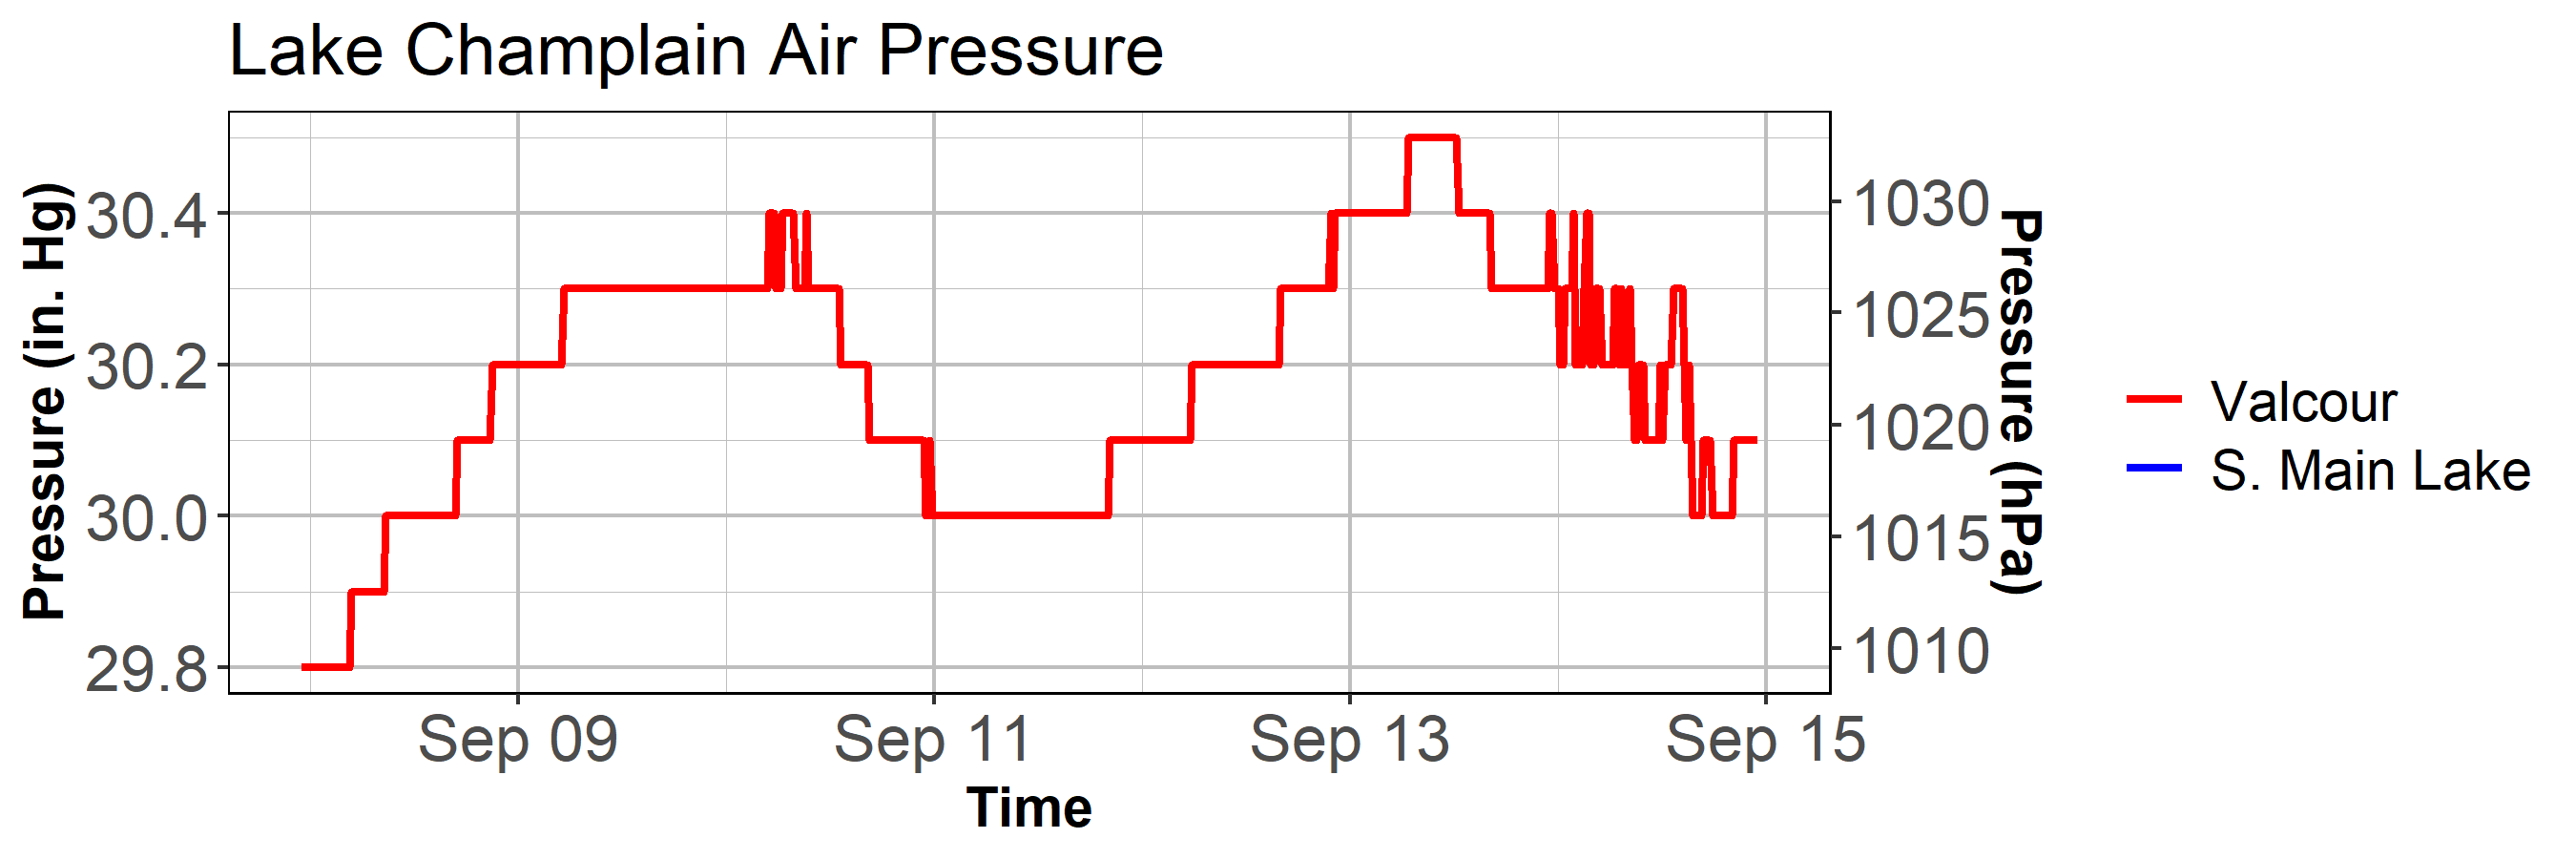 Lake Champlain Air Pressure
Pressure (in. Hg)
30.4
30.2
30.0
29.8
1030
1025
1020
1015
1010
Pressure (hPa)
Sep 09 Sep 11 Sep 13 Sep 15
Time
Valcour
S. Main Lake